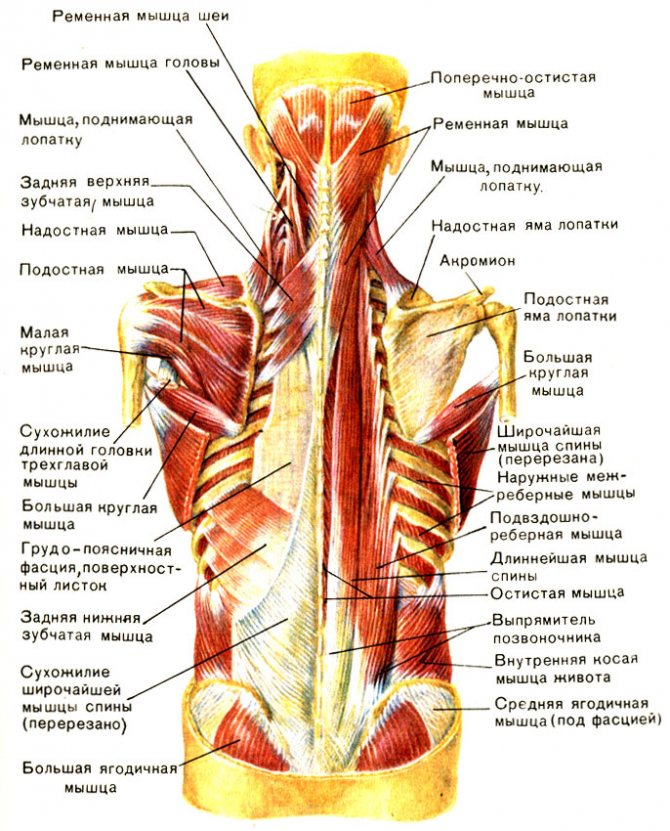 Ременная мышца шеи
Ременная мышца головы
Мышца, поднимающая
лопатку
Задняя верхняя
зубчатая мышца
Надостная мышца
Подостная мышца
Малая
круглая
мышца
Сухожилие
длинной головки
трехглавой
мышцы
Большая круглая
мышца
Грудо-поясничная
фасция, поверхност-
ный листок
Задняя нижняя
зубчатая мышца
Сухожилие
широчайшей
мышцы спины
(перерезано)
Большая ягодичная
мышца
Поперечно-остистая
мышца
Ременная мышца
Мышца, поднимающая
лопатку.
Надостная яма лопатки
Акромион
Подостная
яма лопатки
Большая
круглая
мышца
Широчайшая
мышца спины
(перерезана)
Наружные меж-
реберные мышцы
Подвздошно-
реберная мышца
Длиннейшая мышца
спины
Остистая мышца
Выпрямитель
позвоночника
Внутренняя косая
мышца живота
Средняя ягодичная
мышца (под фасцией)